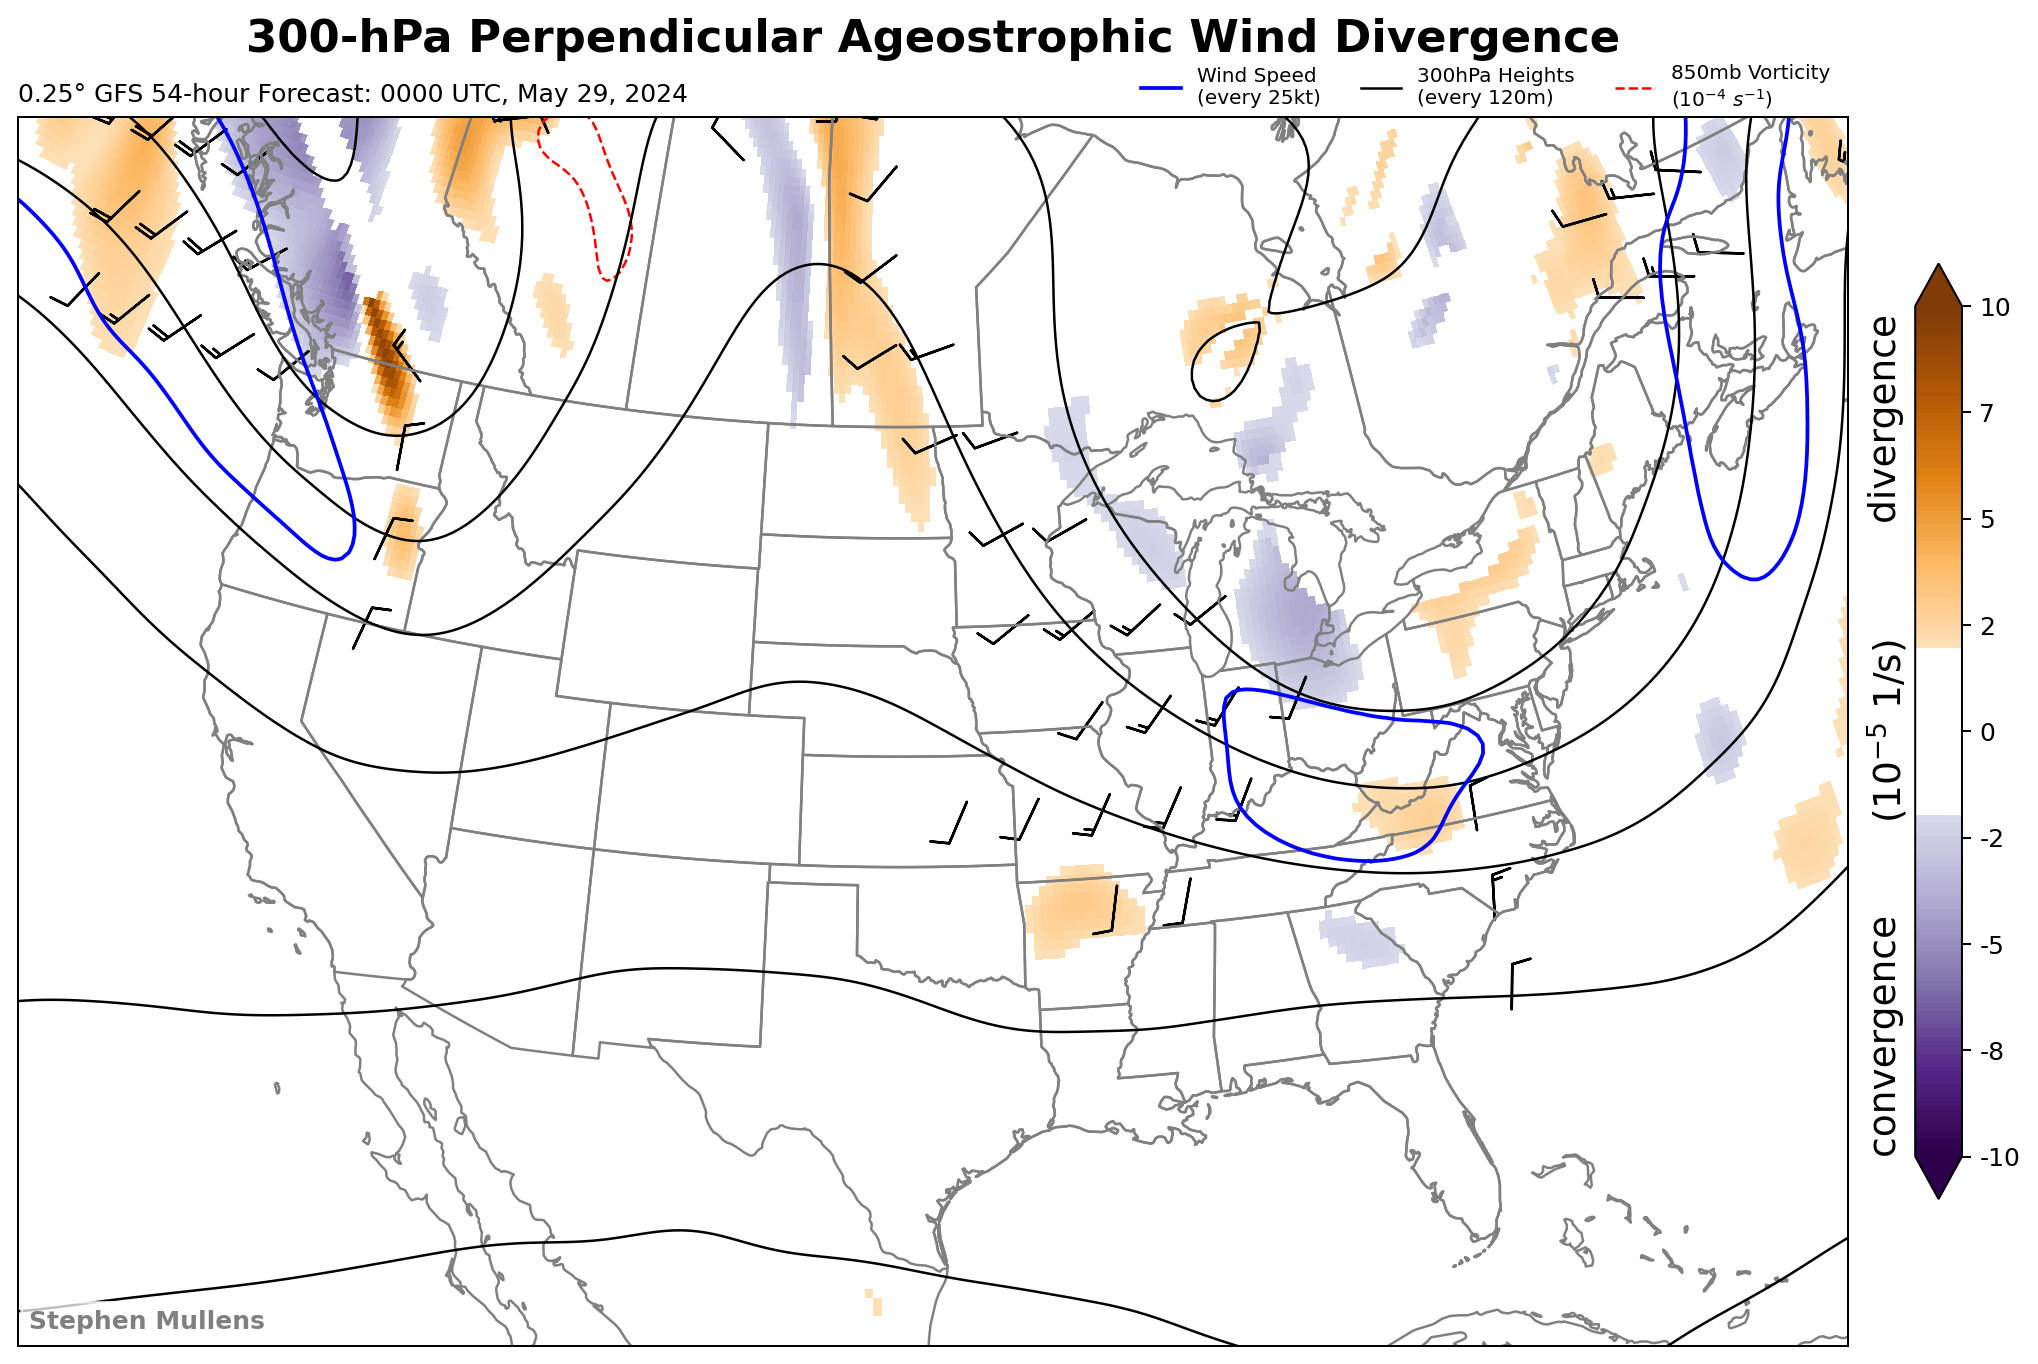 300-hPa Perpendicular Ageostrophic Wind Divergence
0.25° GFS 54-hour Forecast: 0000 UTC, May 29, 2024
Wind Speed
(every 25kt)
300hPa Heights
(every 120m)
850mb Vorticity
(10⁻⁴ s⁻¹)
10
7
5
2
0
-2
-5
-8
-10
convergence (10⁻⁵ 1/s) divergence
Stephen Mullens